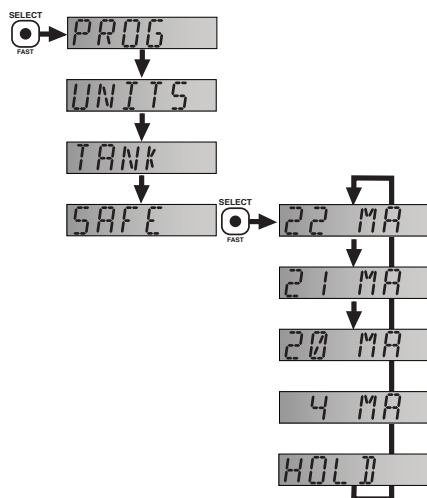 SELECT
FAST
PROG
UNITS
TANK
SAFE
SELECT
FAST
22 MA
21 MA
20 MA
4 MA
HOLD